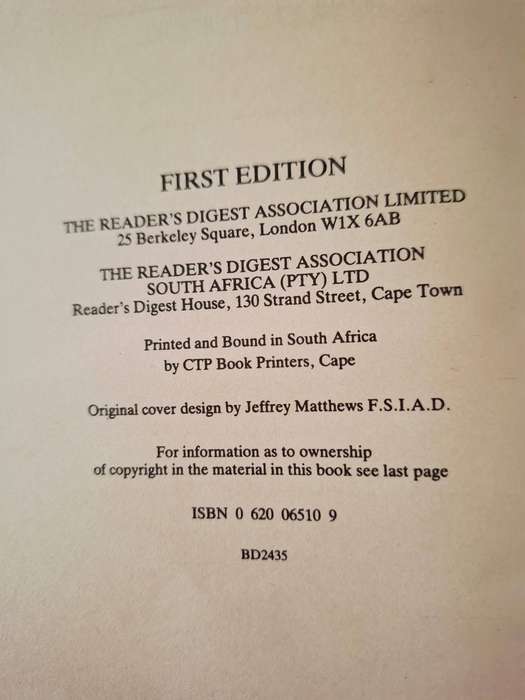 FIRST EDITION
THE READER'S DIGEST ASSOCIATION LIMITED
25 Berkeley Square, London W1X 6AB
THE READER'S DIGEST ASSOCIATION
SOUTH AFRICA (PTY) LTD
Reader's Digest House, 130 Strand Street, Cape Town
Printed and Bound in South Africa
by CTP Book Printers, Cape
Original cover design by Jeffrey Matthews F.S.I.A.D.
For information as to ownership
of copyright in the material in this book see last page
ISBN 0 620 06510 9
BD2435